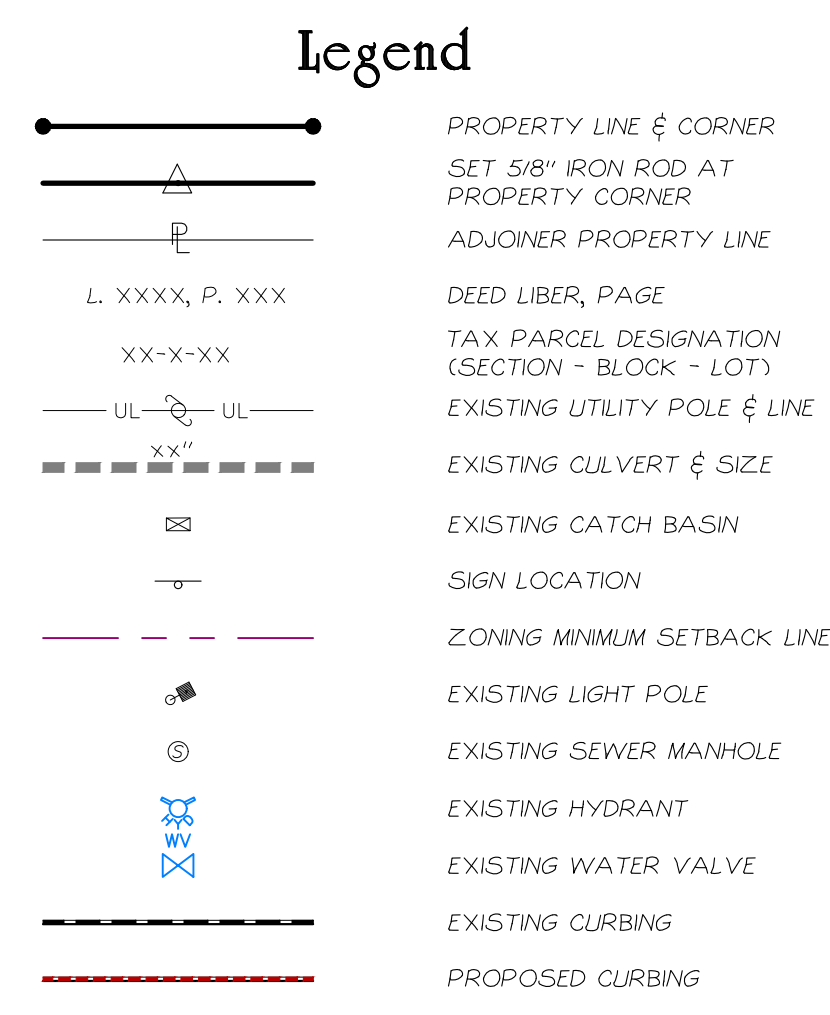 Legend
PROPERTY LINE & CORNER
SET 5/8" IRON ROD AT
PROPERTY CORNER
PL
ADJOINER PROPERTY LINE
L. XXXX, P. XXX
DEED LIBER, PAGE
XX-X-XX
TAX PARCEL DESIGNATION
(SECTION - BLOCK - LOT)
UL UL
EXISTING UTILITY POLE & LINE
XX"
EXISTING CULVERT & SIZE
EXISTING CATCH BASIN
SIGN LOCATION
ZONING MINIMUM SETBACK LINE
EXISTING LIGHT POLE
S
EXISTING SEWER MANHOLE
EXISTING HYDRANT
WV
EXISTING WATER VALVE
EXISTING CURBING
PROPOSED CURBING